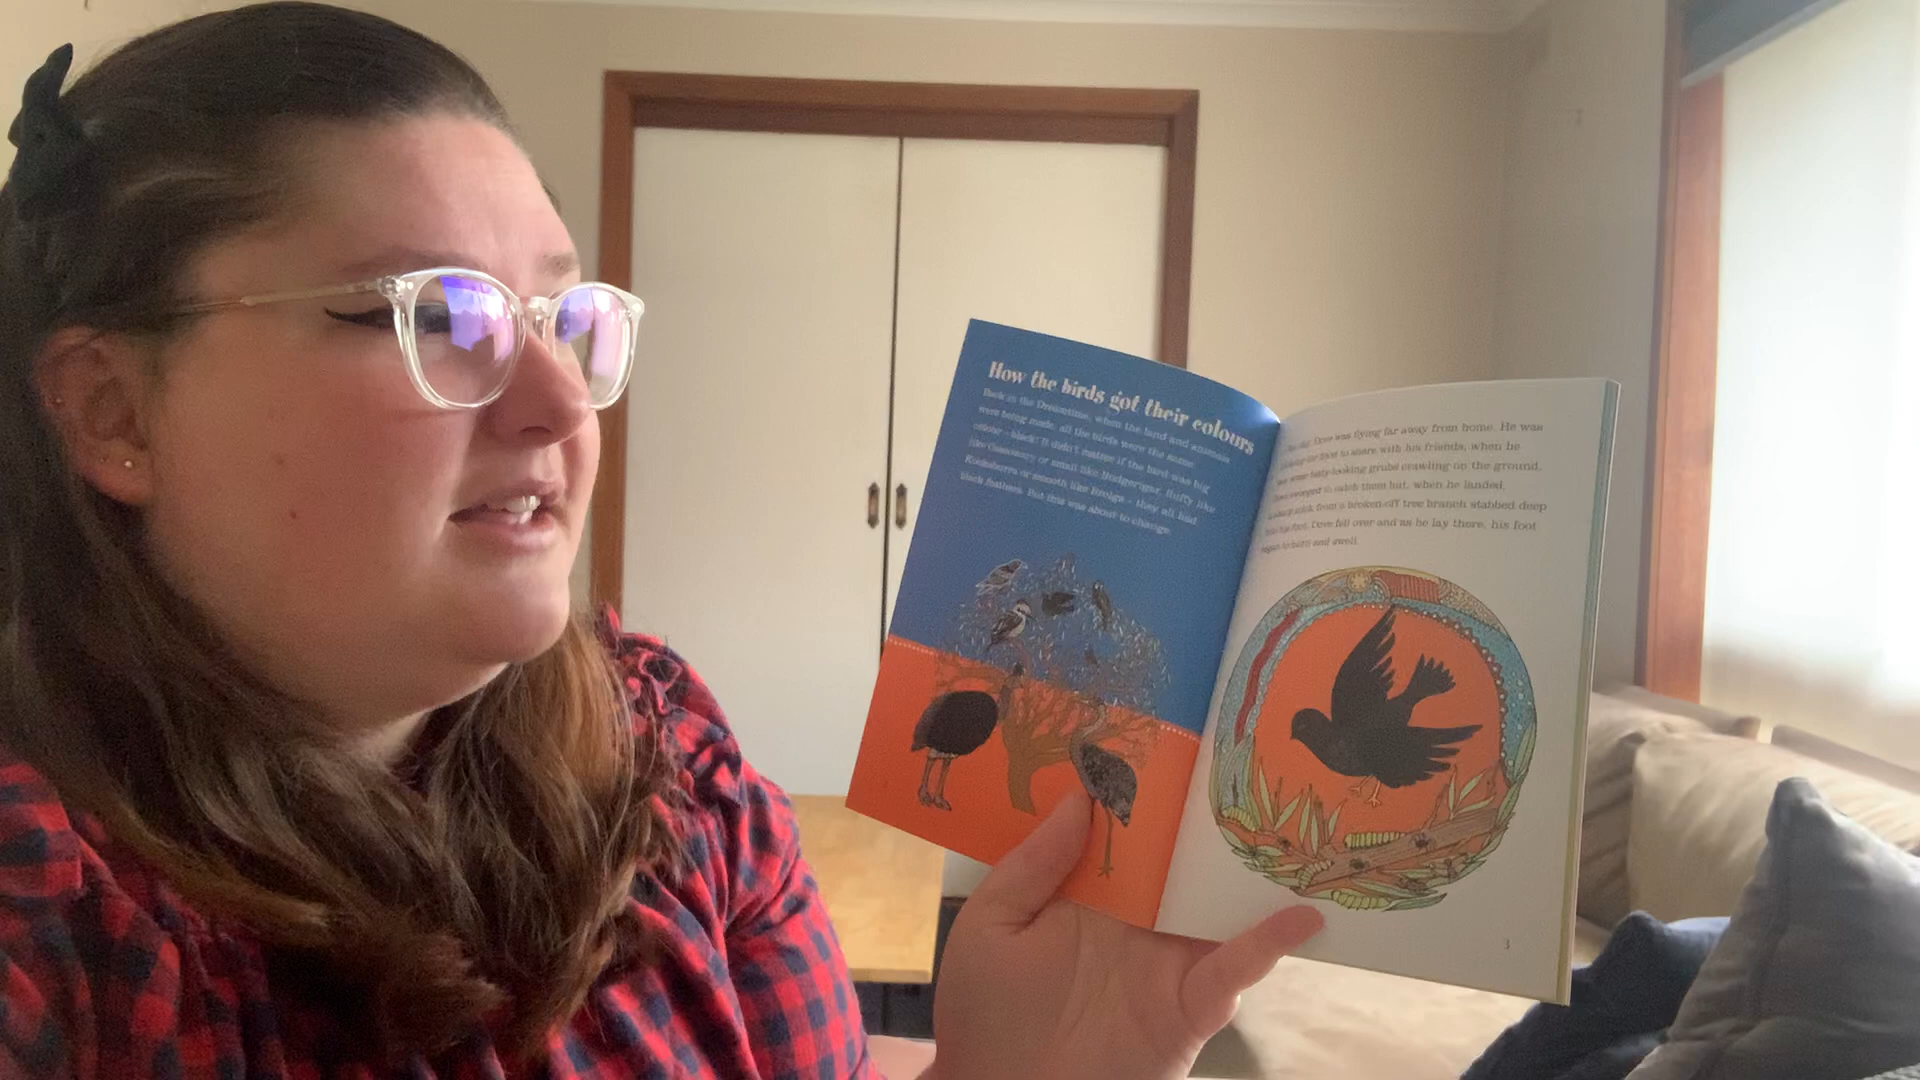 How the birds got their colours
Back in the Dreamtime, when the land and animals
were being made, all the birds were the same
colour – black! It didn't matter if the bird was big
like Cassowary or small like Budgerigar, fluffy like
Kookaburra or smooth like Brolga – they all had
black feathers. But this was about to change.
Dove was flying far away from home. He was
for food to share with his friends, when he
some tasty-looking grubs crawling on the ground.
swooped to catch them but, when he landed,
a sharp stick from a broken-off tree branch stabbed deep
into his foot. Dove fell over and as he lay there, his foot
began to burn and swell.
3